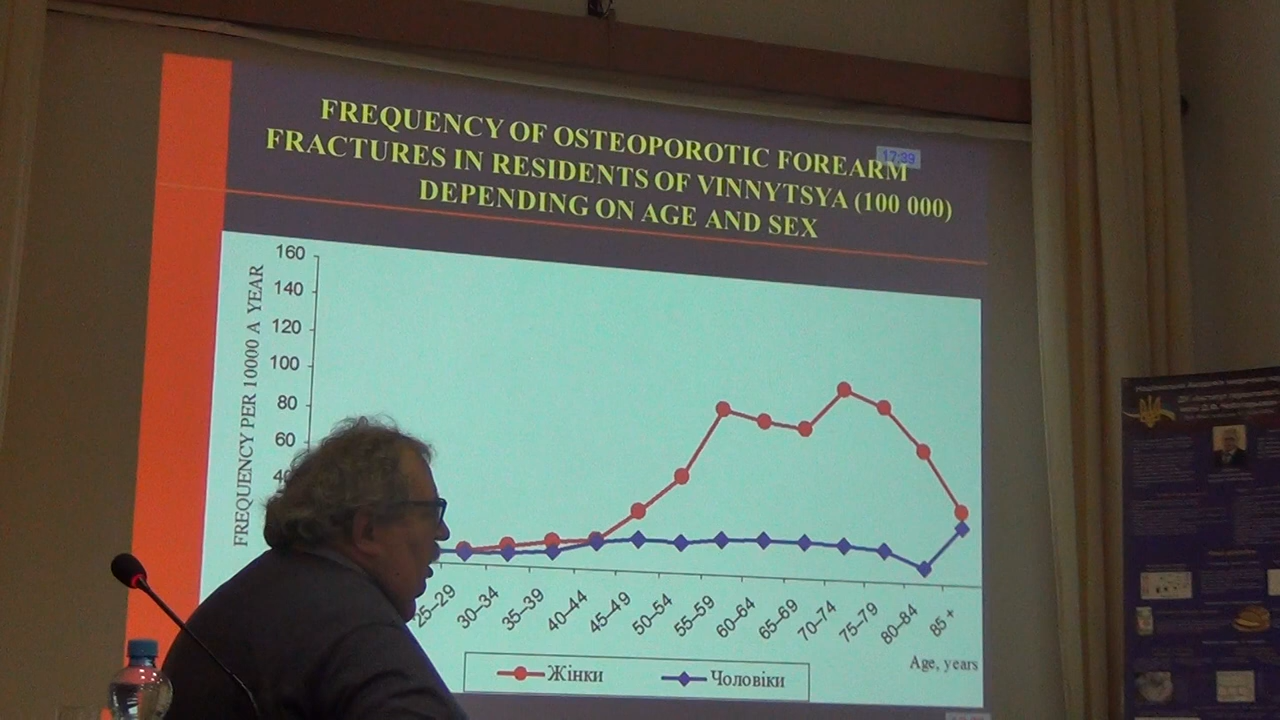 FREQUENCY OF OSTEOPOROTIC FOREARM
17:39
FRACTURES IN RESIDENTS OF VINNYTSYA (100 000)
DEPENDING ON AGE AND SEX
FREQUENCY PER 10000 A YEAR
160
140
120
100
80
60
25–29
30–34
35–39
40–44
45–49
50–54
55–59
60–64
65–69
70–74
75–79
80–84
85 +
Age, years
Жінки
Чоловіки